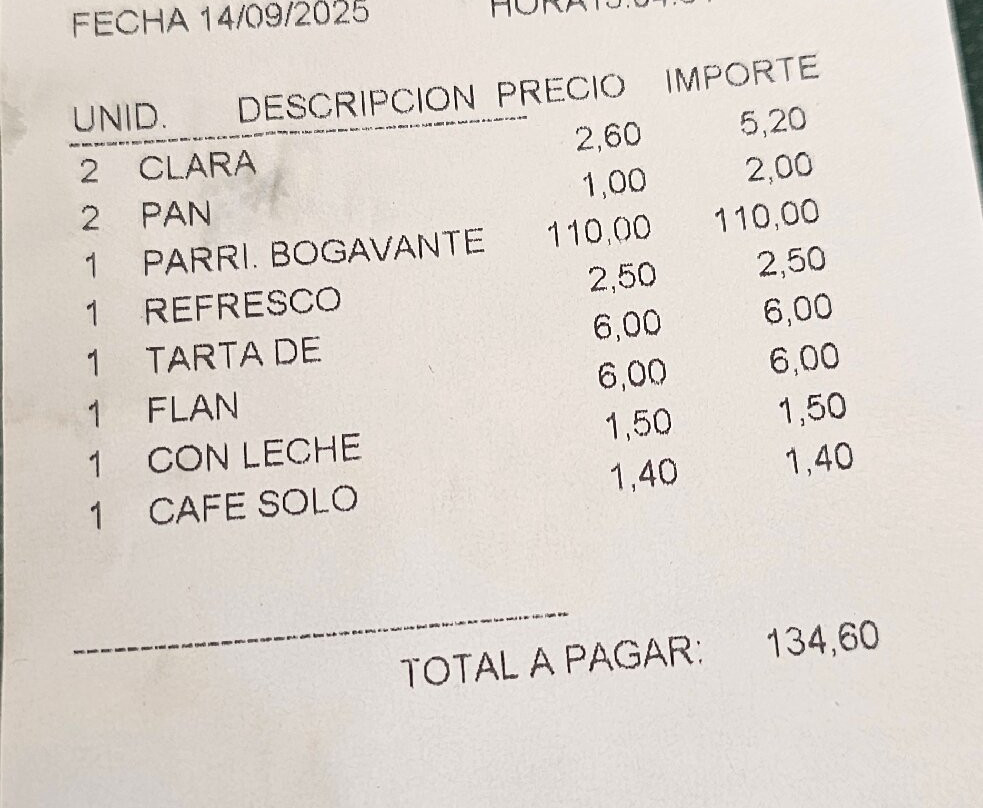 FECHA 14/09/2025 HORA
UNID. DESCRIPCION PRECIO IMPORTE
2 CLARA 2,60 5,20
2 PAN 1,00 2,00
1 PARRI. BOGAVANTE 110,00 110,00
1 REFRESCO 2,50 2,50
1 TARTA DE 6,00 6,00
1 FLAN 6,00 6,00
1 CON LECHE 1,50 1,50
1 CAFE SOLO 1,40 1,40
TOTAL A PAGAR: 134,60